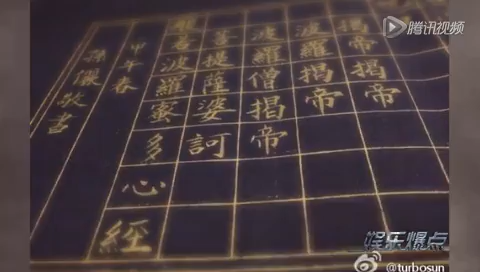 揭帝揭帝
波羅揭帝
波羅僧揭帝
菩提薩婆訶
般若波羅蜜多心經
甲午春
孫儷敬書
腾讯视频
娱乐爆点
@turbosun